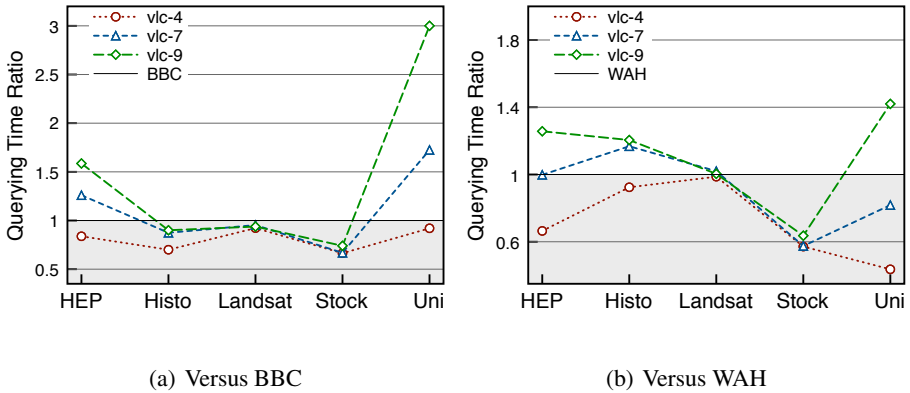 Querying Time Ratio
3
2.5
2
1.5
1
0.5
vlc-4
vlc-7
vlc-9
BBC
HEP Histo Landsat Stock Uni
(a) Versus BBC
Querying Time Ratio
1.8
1.4
1
0.6
vlc-4
vlc-7
vlc-9
WAH
HEP Histo Landsat Stock Uni
(b) Versus WAH